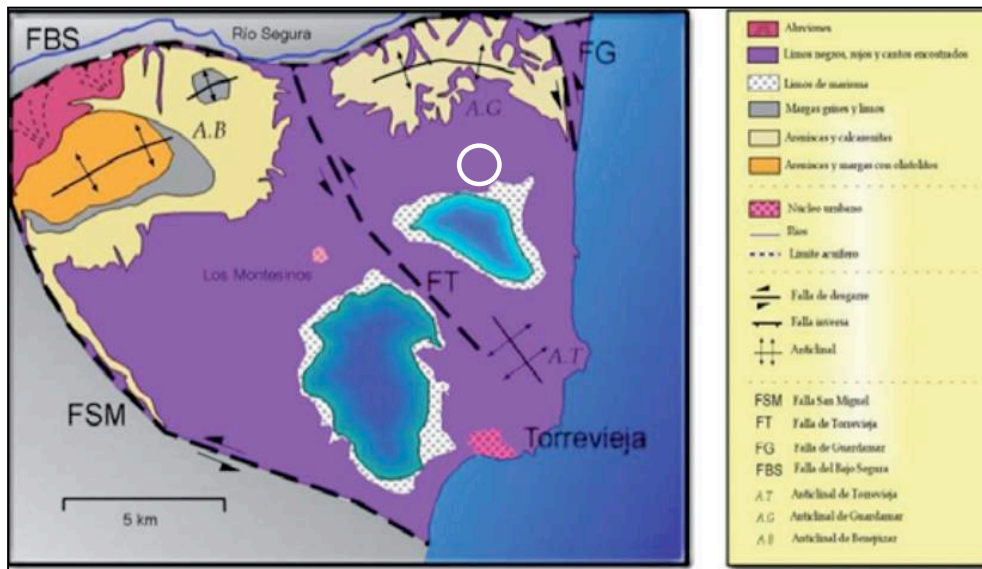 FBS
Río Segura
FG
A.B
A.G
Los Montesinos
FT
A.T
FSM
Torrevieja
5 km
Aluviones
Limos negros, rojos y cantos encostrados
Limos de marisma
Margas grises y limos
Areniscas y calcarenitas
Areniscas y margas con olistolitos
Núcleo urbano
Ríos
Límite acuífero
Falla de desgarre
Falla inversa
Anticlinal
FSM Falla San Miguel
FT Falla de Torrevieja
FG Falla de Guardamar
FBS Falla del Bajo Segura
A.T Anticlinal de Torrevieja
A.G Anticlinal de Guardamar
A.B Anticlinal de Benejúzar